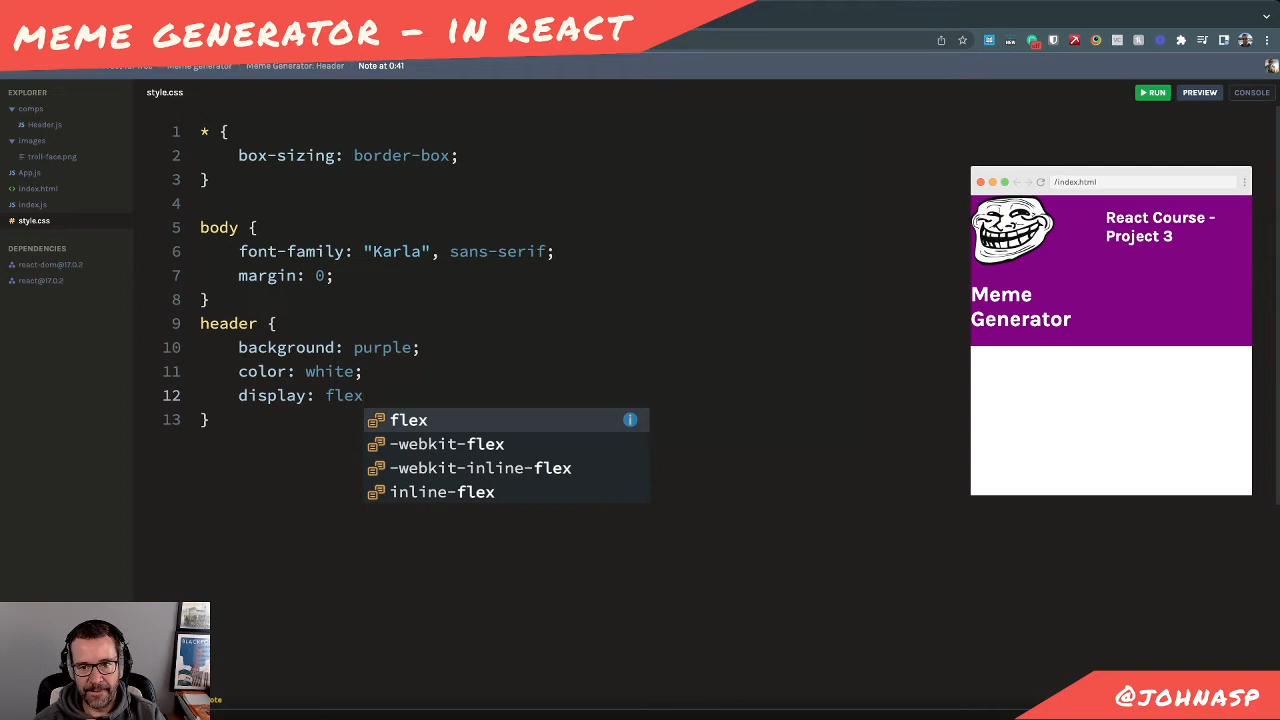 MEME GENERATOR - IN REACT
Meme generator
Meme Generator: Header
Note at 0:41
EXPLORER
comps
Header.js
images
troll-face.png
App.js
index.html
index.js
style.css
DEPENDENCIES
react-dom@17.0.2
react@17.0.2
style.css
RUN
PREVIEW
CONSOLE
1 * {
2 box-sizing: border-box;
3 }
4
5 body {
6 font-family: "Karla", sans-serif;
7 margin: 0;
8 }
9 header {
10 background: purple;
11 color: white;
12 display: flex
13 }
flex
-webkit-flex
-webkit-inline-flex
inline-flex
/index.html
React Course -
Project 3
Meme
Generator
@JOHNASP